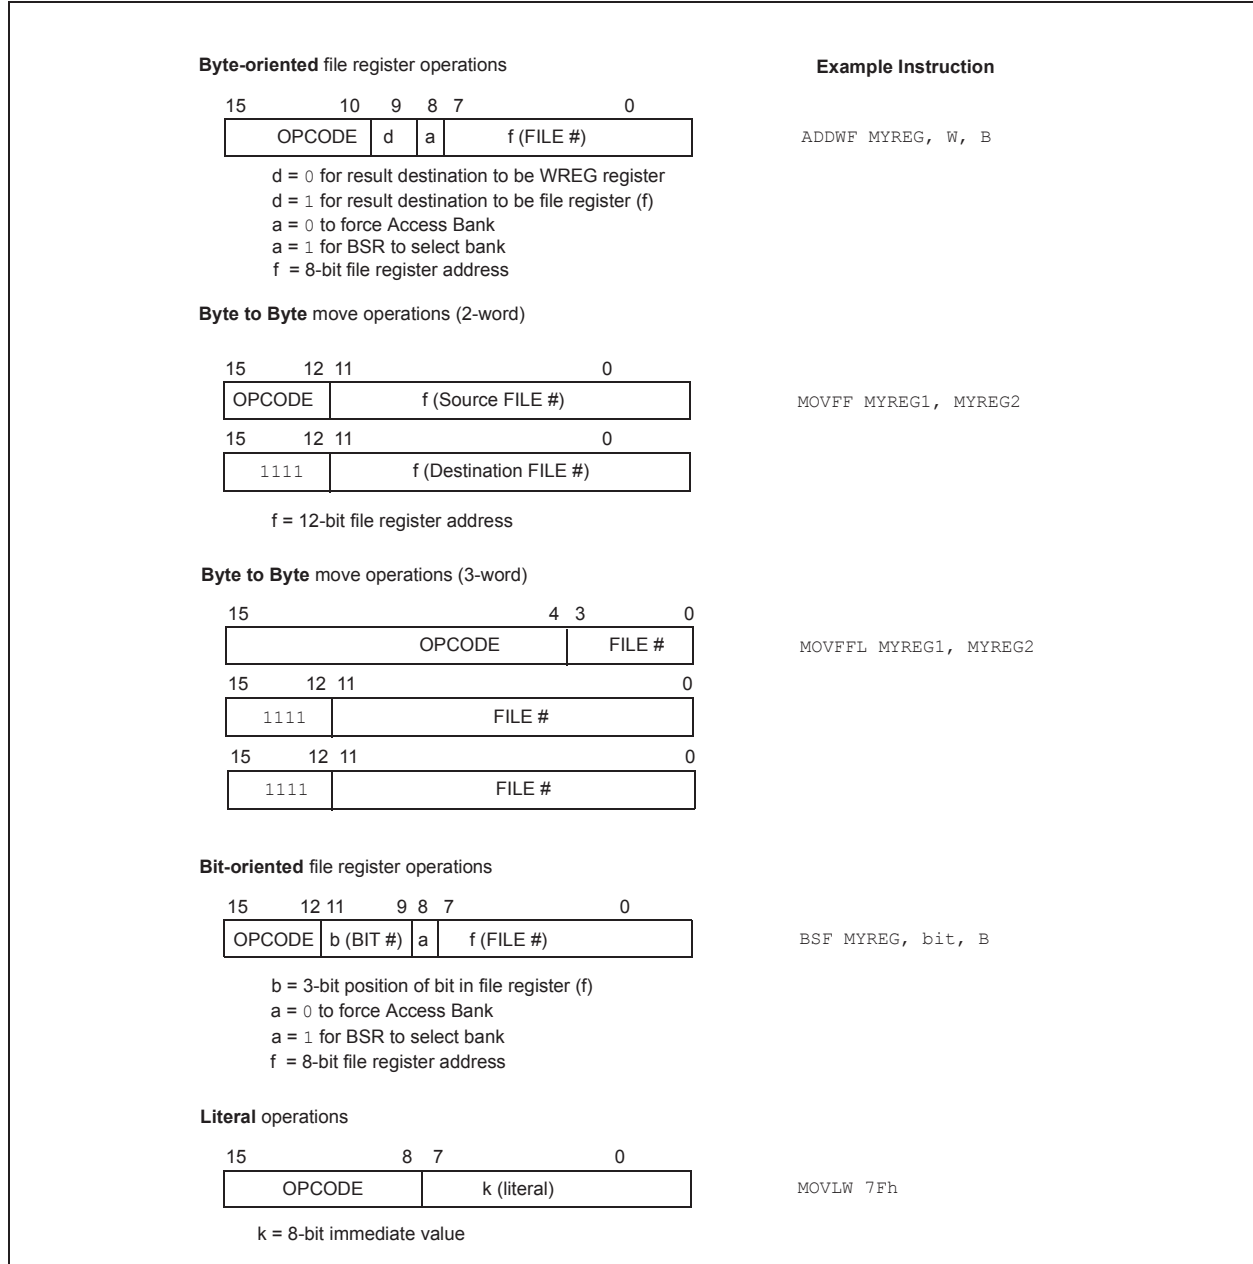 Byte-oriented file register operations
Example Instruction
15 10 9 8 7 0
OPCODE d a f (FILE #)
ADDWF MYREG, W, B
d = 0 for result destination to be WREG register
d = 1 for result destination to be file register (f)
a = 0 to force Access Bank
a = 1 for BSR to select bank
f = 8-bit file register address
Byte to Byte move operations (2-word)
15 12 11 0
OPCODE f (Source FILE #)
MOVFF MYREG1, MYREG2
15 12 11 0
1111 f (Destination FILE #)
f = 12-bit file register address
Byte to Byte move operations (3-word)
15 4 3 0
OPCODE FILE #
MOVFFL MYREG1, MYREG2
15 12 11 0
1111 FILE #
15 12 11 0
1111 FILE #
Bit-oriented file register operations
15 12 11 9 8 7 0
OPCODE b (BIT #) a f (FILE #)
BSF MYREG, bit, B
b = 3-bit position of bit in file register (f)
a = 0 to force Access Bank
a = 1 for BSR to select bank
f = 8-bit file register address
Literal operations
15 8 7 0
OPCODE k (literal)
MOVLW 7Fh
k = 8-bit immediate value